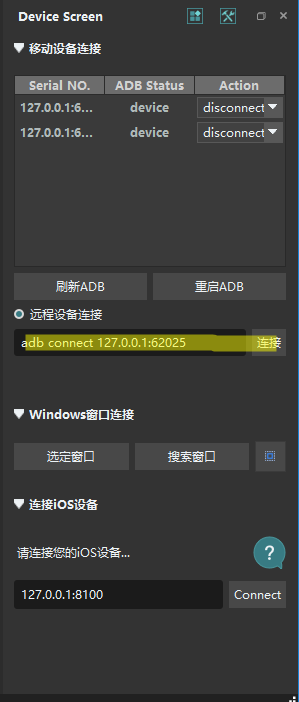 Device Screen
移动设备连接
Serial NO. ADB Status Action
127.0.0.1:6... device disconnect
127.0.0.1:6... device disconnect
刷新ADB 重启ADB
远程设备连接
adb connect 127.0.0.1:62025 连接
Windows窗口连接
选定窗口 搜索窗口
连接iOS设备
请连接您的iOS设备...
?
127.0.0.1:8100 Connect